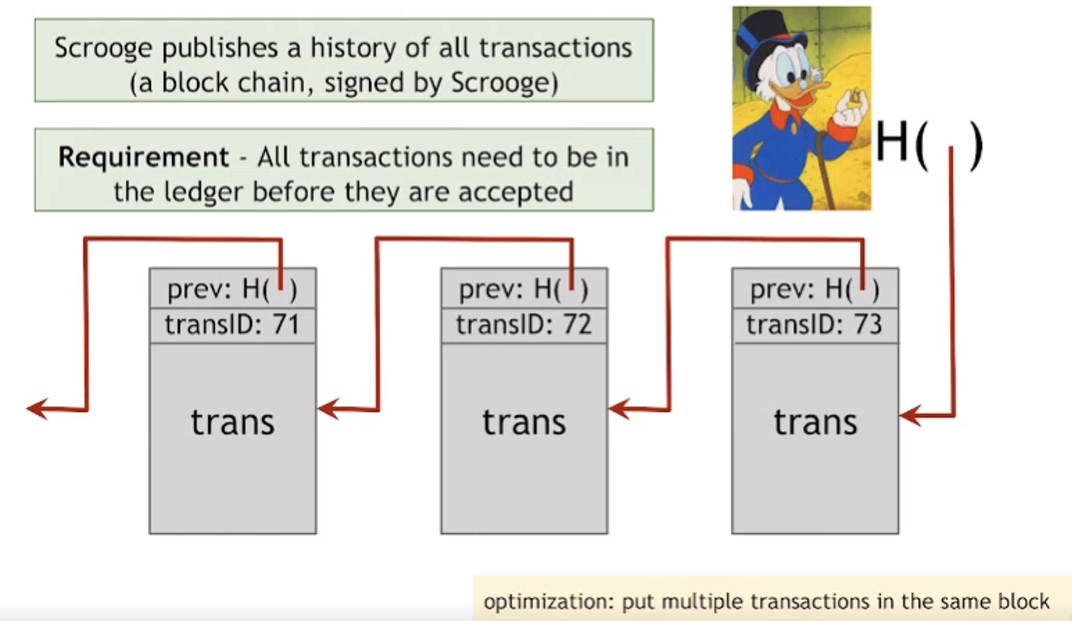 Scrooge publishes a history of all transactions
(a block chain, signed by Scrooge)
Requirement - All transactions need to be in
the ledger before they are accepted
H( )
prev: H( )
transID: 71
trans
prev: H( )
transID: 72
trans
prev: H( )
transID: 73
trans
optimization: put multiple transactions in the same block